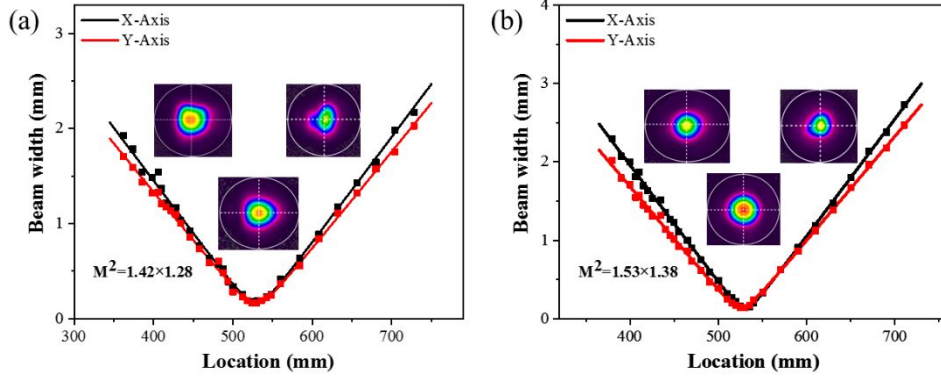 (a)
X-Axis
Y-Axis
3
2
1
0
Beam width (mm)
M²=1.42×1.28
300 400 500 600 700
Location (mm)
(b)
X-Axis
Y-Axis
4
3
2
1
0
Beam width (mm)
M²=1.53×1.38
400 500 600 700
Location (mm)